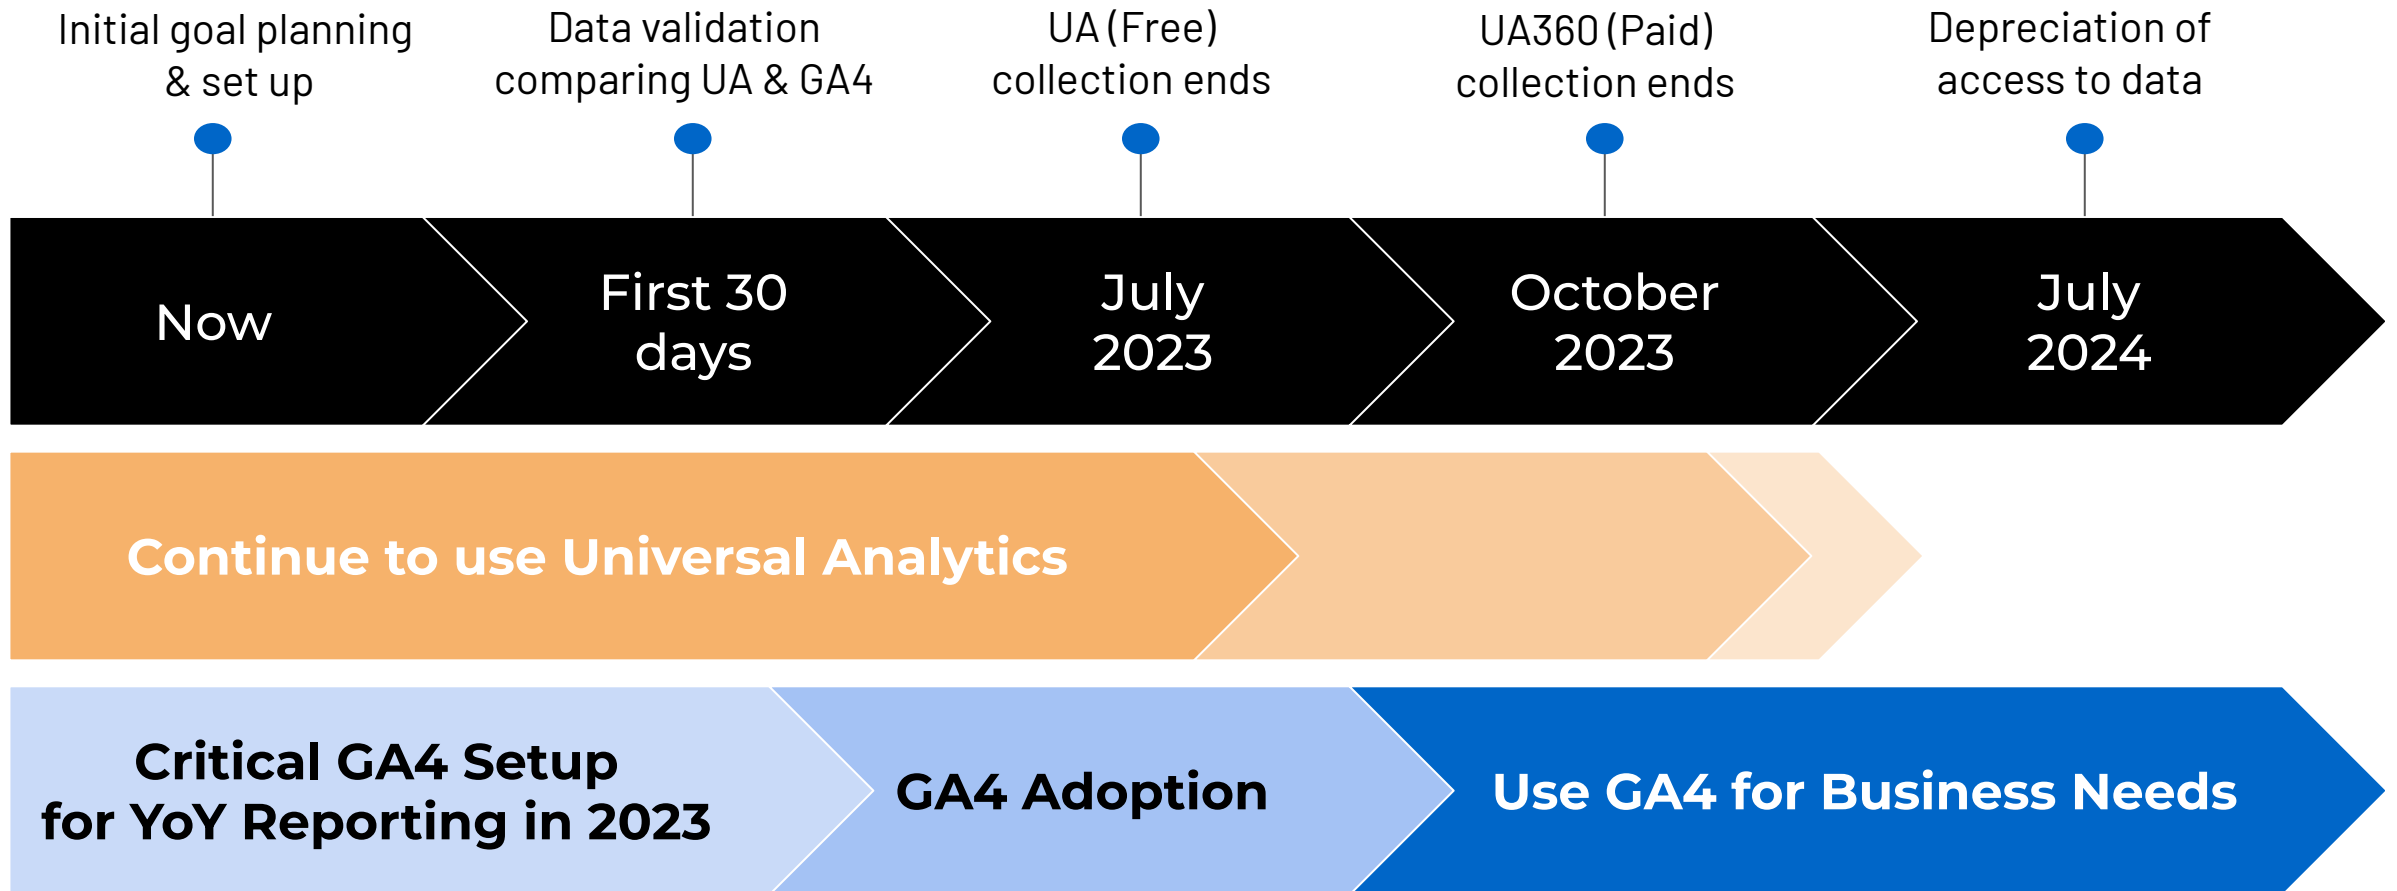 Initial goal planning
& set up
Data validation
comparing UA & GA4
UA (Free)
collection ends
UA360 (Paid)
collection ends
Depreciation of
access to data
Now
First 30
days
July
2023
October
2023
July
2024
Continue to use Universal Analytics
Critical GA4 Setup
for YoY Reporting in 2023
GA4 Adoption
Use GA4 for Business Needs